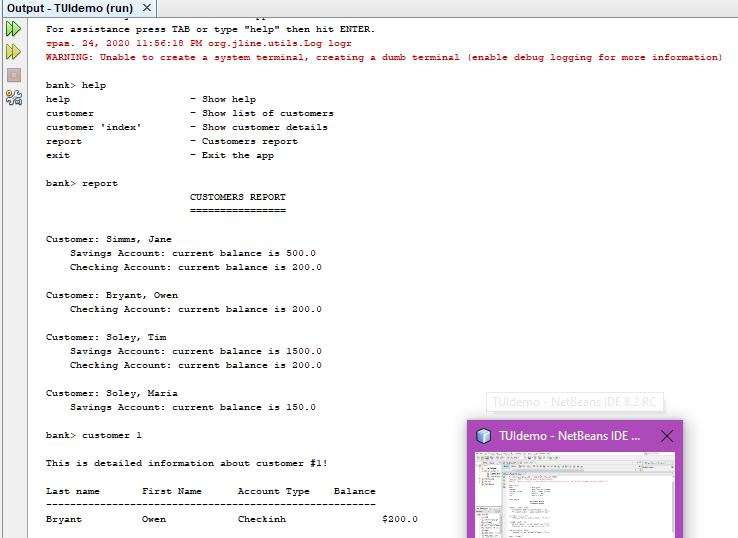 Output - TUIdemo (run)
For assistance press TAB or type "help" then hit ENTER.
трав. 24, 2020 11:56:18 PM org.jline.utils.Log logr
WARNING: Unable to create a system terminal, creating a dumb terminal (enable debug logging for more information)
bank> help
help - Show help
customer - Show list of customers
customer 'index' - Show customer details
report - Customers report
exit - Exit the app
bank> report
CUSTOMERS REPORT
================
Customer: Simms, Jane
Savings Account: current balance is 500.0
Checking Account: current balance is 200.0
Customer: Bryant, Owen
Checking Account: current balance is 200.0
Customer: Soley, Tim
Savings Account: current balance is 1500.0
Checking Account: current balance is 200.0
Customer: Soley, Maria
Savings Account: current balance is 150.0
TUIdemo - NetBeans IDE 8.2 RC
bank> customer 1
TUIdemo - NetBeans IDE ...
This is detailed information about customer #1!
Last name First Name Account Type Balance
-------------------------------------------------------
Bryant Owen Checkinh $200.0